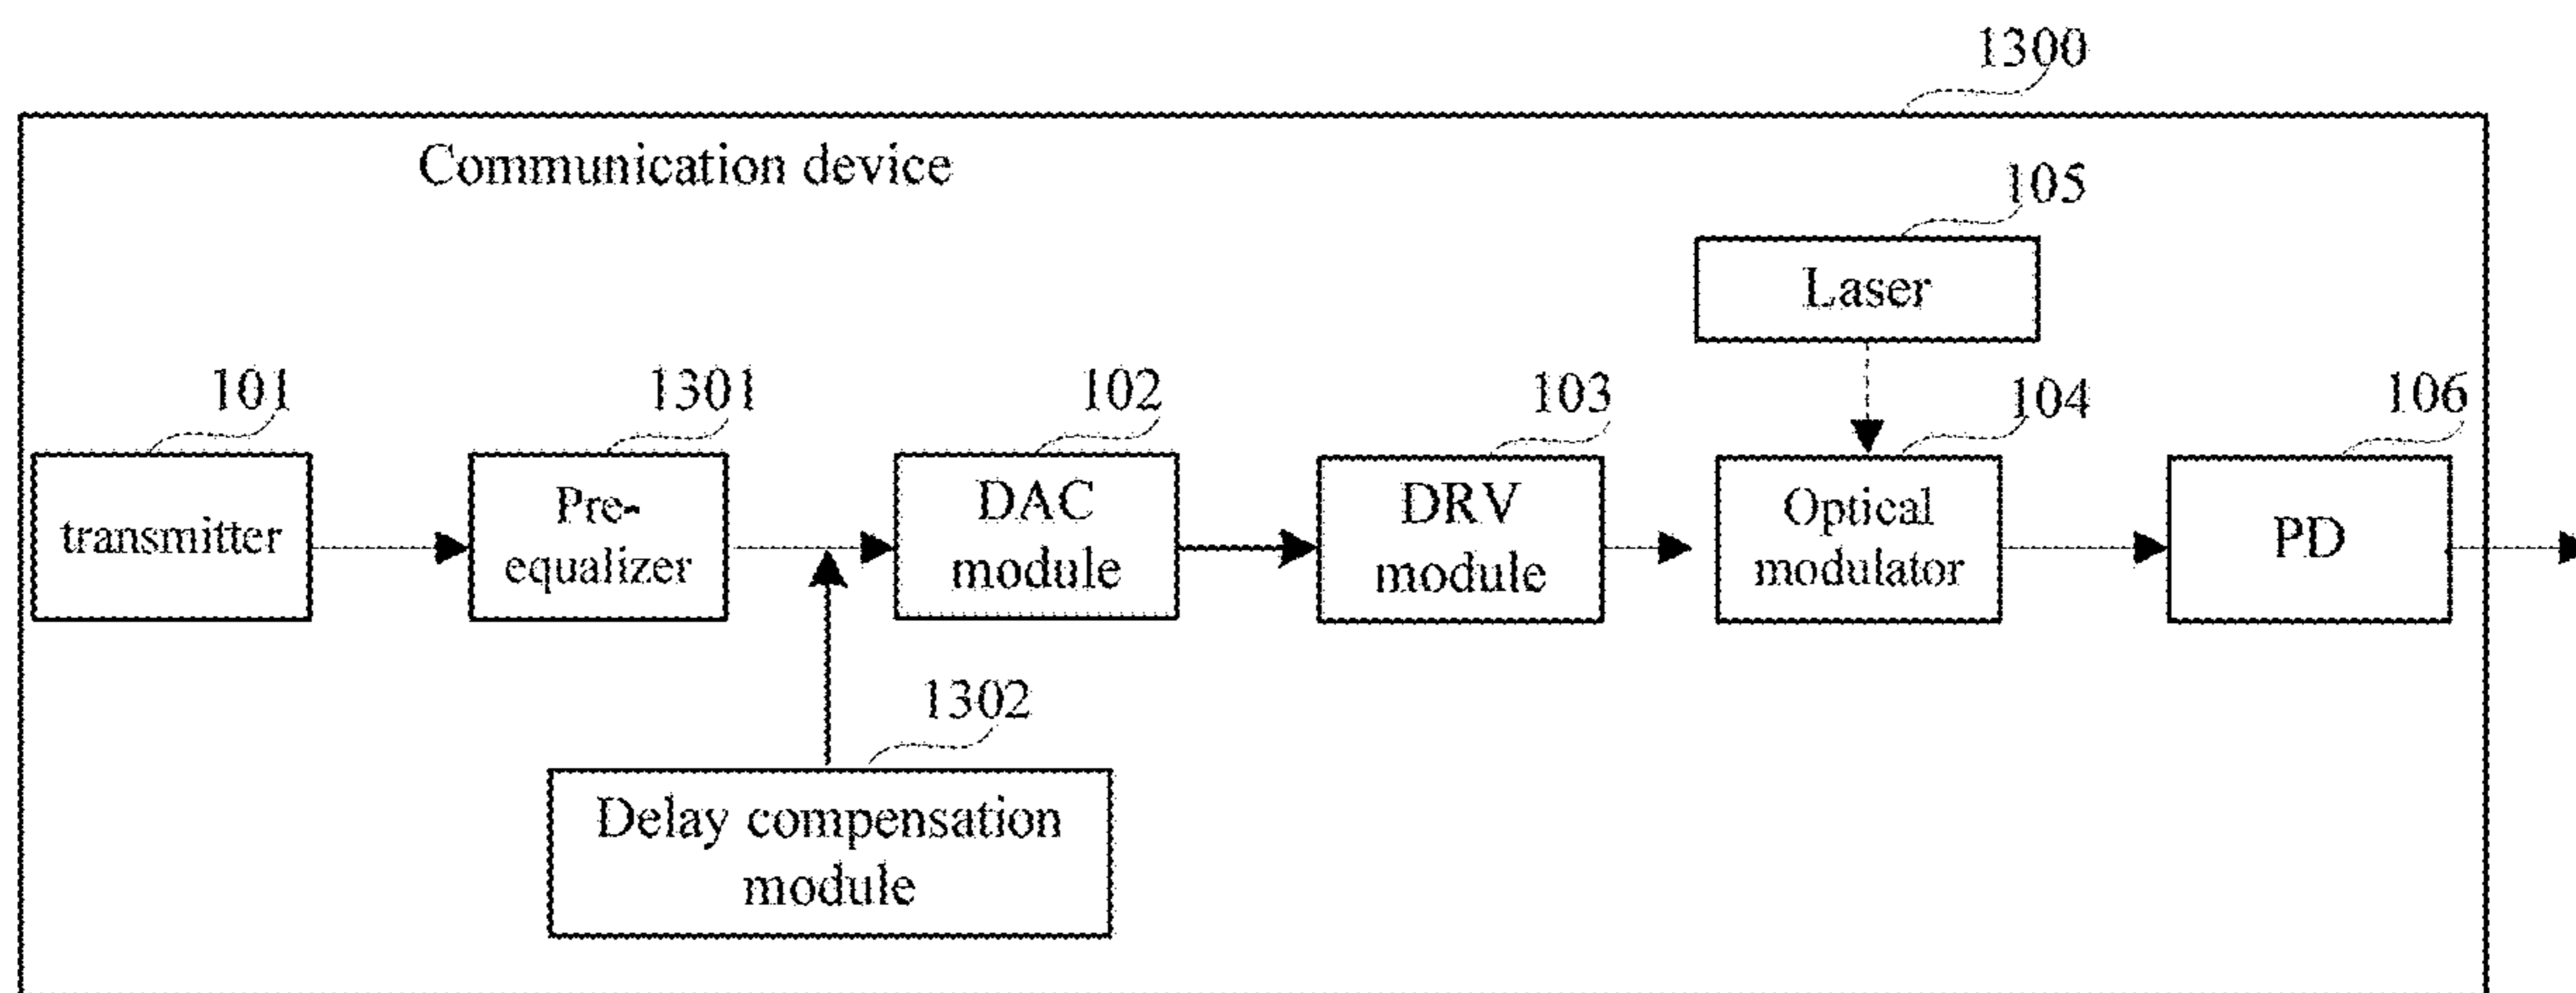 1300
Communication device
105
Laser
101
1301
102
103
104
106
transmitter
Pre-
equalizer
DAC
module
DRV
module
Optical
modulator
PD
1302
Delay compensation
module